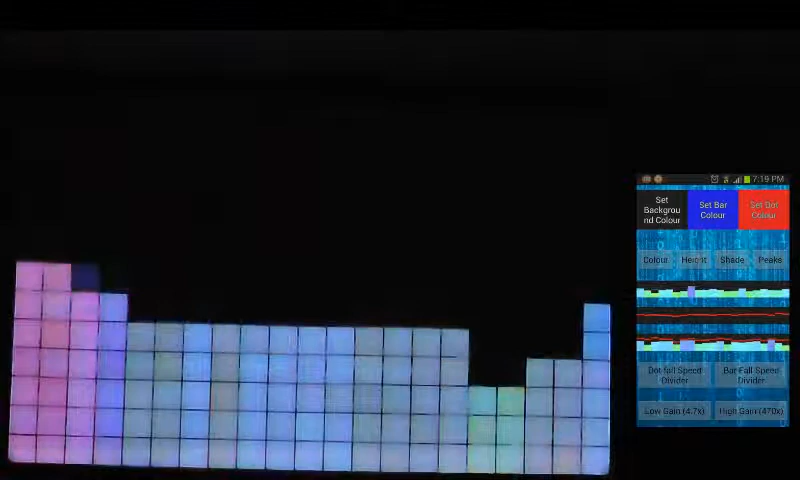 7:19 PM
Set
Backgrou
nd Colour
Set Bar
Colour
Set Dot
Colour
Colour
Height
Shade
Peaks
Dot fall Speed
Divider
Bar Fall Speed
Divider
Low Gain (4.7x)
High Gain (470x)